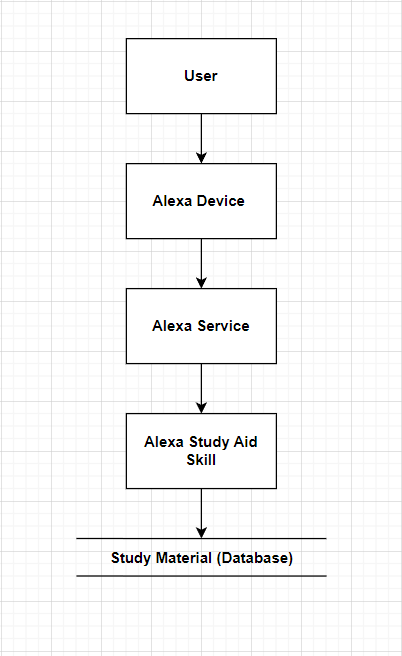 User
Alexa Device
Alexa Service
Alexa Study Aid
Skill
Study Material (Database)